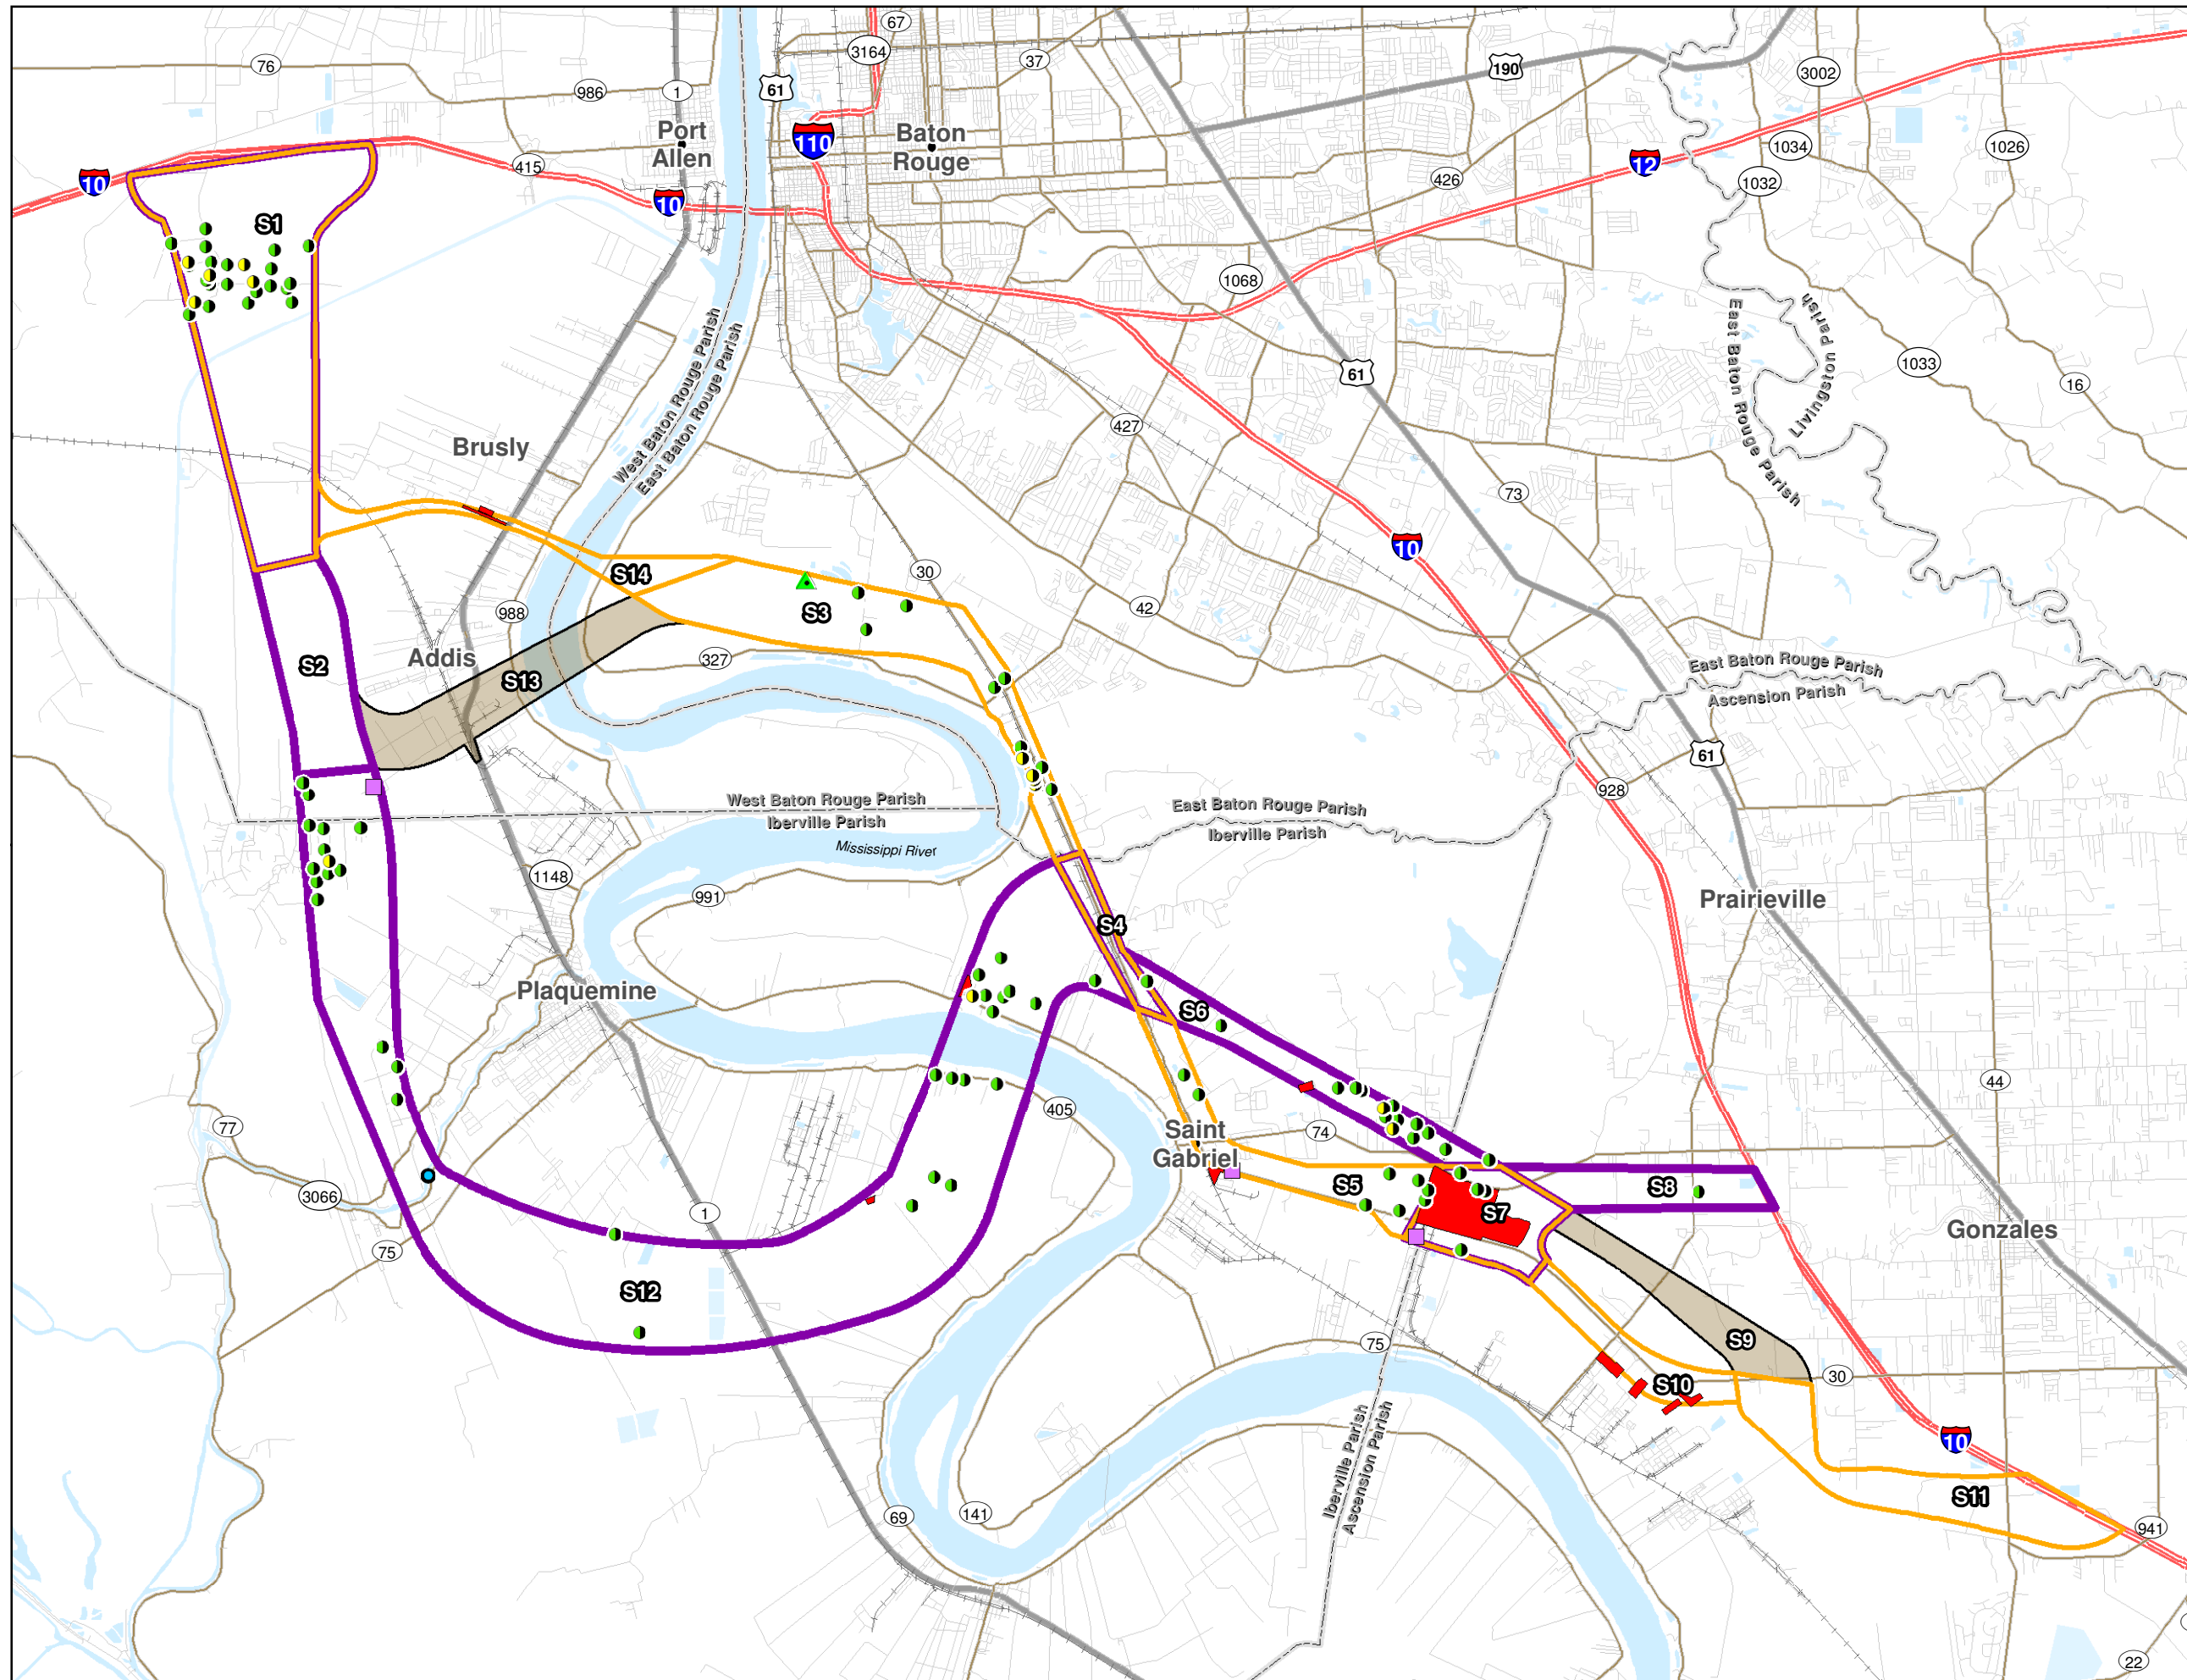 67
3164
37
76
61
190
3002
986
1
110
Port
Allen
Baton
Rouge
1034
1026
415
12
10
426
1032
10
1068
West Baton Rouge Parish
East Baton Rouge Parish
East Baton Rouge Parish
Livingston Parish
S1
61
1033
16
427
Brusly
73
10
S14
30
988
S3
42
Addis
327
S2
S13
East Baton Rouge Parish
Ascension Parish
61
928
West Baton Rouge Parish
Iberville Parish
East Baton Rouge Parish
Iberville Parish
Mississippi River
1148
991
Prairieville
S4
Plaquemine
S6
44
405
77
Saint
Gabriel
74
3066
S5
S8
1
S7
Gonzales
75
S12
75
S9
30
S10
10
Iberville Parish
Ascension Parish
S11
69
141
941
22